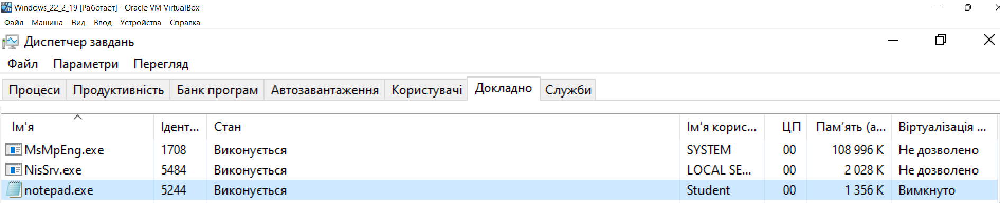 Windows_22_2_19 [Работает] - Oracle VM VirtualBox
Файл Машина Вид Ввод Устройства Справка
Диспетчер завдань
Файл Параметри Перегляд
Процеси Продуктивність Банк програм Автозавантаження Користувачі Докладно Служби
Ім'я Ідент... Стан Ім'я корис... ЦП Пам'ять (а... Віртуалізація ...
MsMpEng.exe 1708 Виконується SYSTEM 00 108 996 K Не дозволено
NisSrv.exe 5484 Виконується LOCAL SE... 00 2 028 K Не дозволено
notepad.exe 5244 Виконується Student 00 1 356 K Вимкнуто